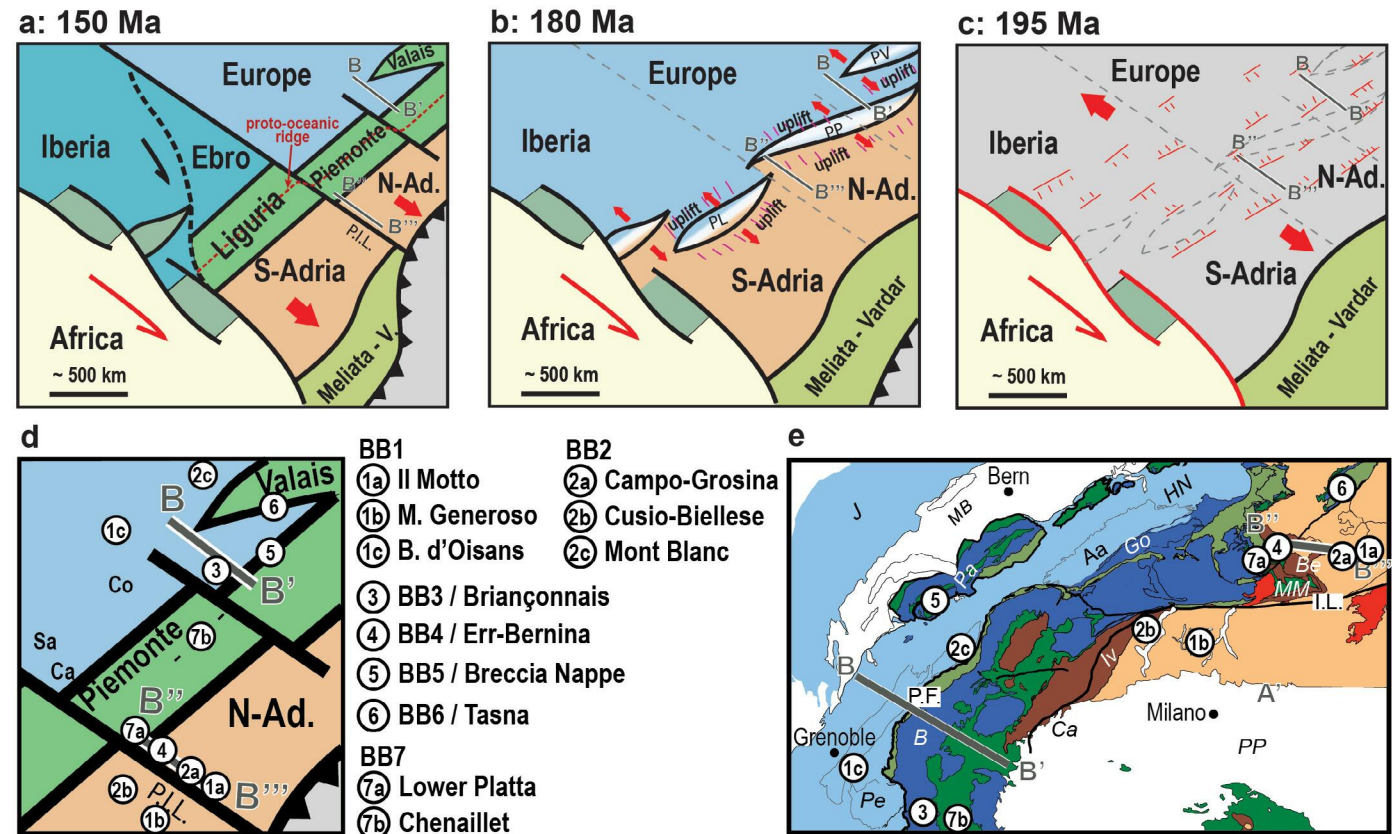 a: 150 Ma
Europe
Valais
B
B'
proto-oceanic
ridge
Iberia
Ebro
Piemonte
B''
N-Ad.
Liguria
B'''
P.I.L.
S-Adria
Africa
Meliata - V.
~ 500 km
b: 180 Ma
Europe
B
PV
uplift
B'
uplift
PP
Iberia
B''
uplift
B'''
N-Ad.
uplift
PL
uplift
S-Adria
Africa
Meliata - Vardar
~ 500 km
c: 195 Ma
Europe
B
B'
Iberia
B''
B'''
N-Ad.
S-Adria
Africa
Meliata - Vardar
~ 500 km
d
2c
Valais
B
6
1c
5
3
B'
Co
Piemonte
7b
Sa
Ca
B''
N-Ad.
7a
4
2a
1a
B'''
2b
P.I.L.
1b
BB1
1a Il Motto
1b M. Generoso
1c B. d'Oisans
3 BB3 / Briançonnais
4 BB4 / Err-Bernina
5 BB5 / Breccia Nappe
6 BB6 / Tasna
BB7
7a Lower Platta
7b Chenaillet
BB2
2a Campo-Grosina
2b Cusio-Biellese
2c Mont Blanc
e
Bern
J
MB
HN
6
B''
Aa
Go
4
7a
2a
1a
Be
B'''
MM
Pa
5
I.L.
2b
2c
1b
Iv
B
P.F.
A'
Milano
Ca
PP
Grenoble
B
B'
1c
Pe
3
7b